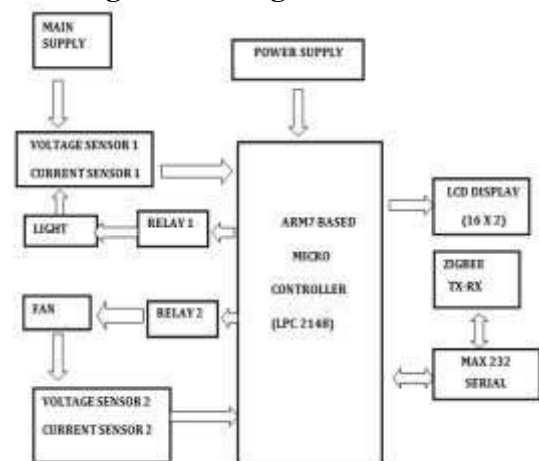 MAIN
SUPPLY
POWER SUPPLY
VOLTAGE SENSOR 1
CURRENT SENSOR 1
LIGHT
RELAY 1
ARM7-BASED
MICRO
CONTROLLER
(LPC 2148)
LCD DISPLAY
(16 X 2)
ZIGBEE
TX-RX
FAN
RELAY 2
MAX 232
SERIAL
VOLTAGE SENSOR 2
CURRENT SENSOR 2